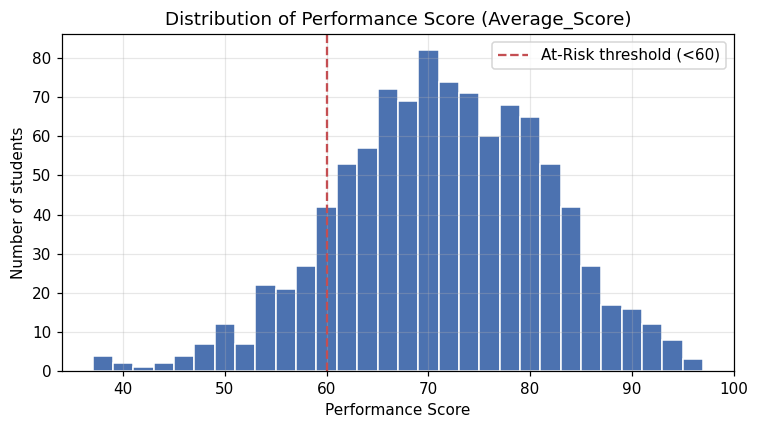 Distribution of Performance Score (Average_Score)
At-Risk threshold (<60)
Number of students
80
70
60
50
40
30
20
10
0
40 50 60 70 80 90 100
Performance Score